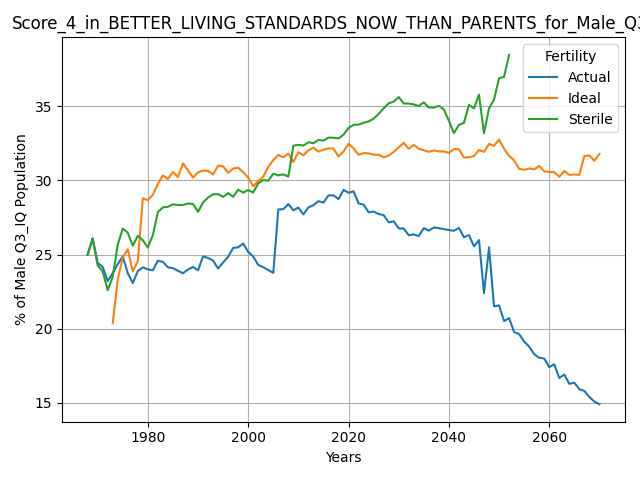 Score_4_in_BETTER_LIVING_STANDARDS_NOW_THAN_PARENTS_for_Male_Q3
Fertility
Actual
Ideal
Sterile
% of Male Q3_IQ Population
35
30
25
20
15
1980
2000
2020
2040
2060
Years